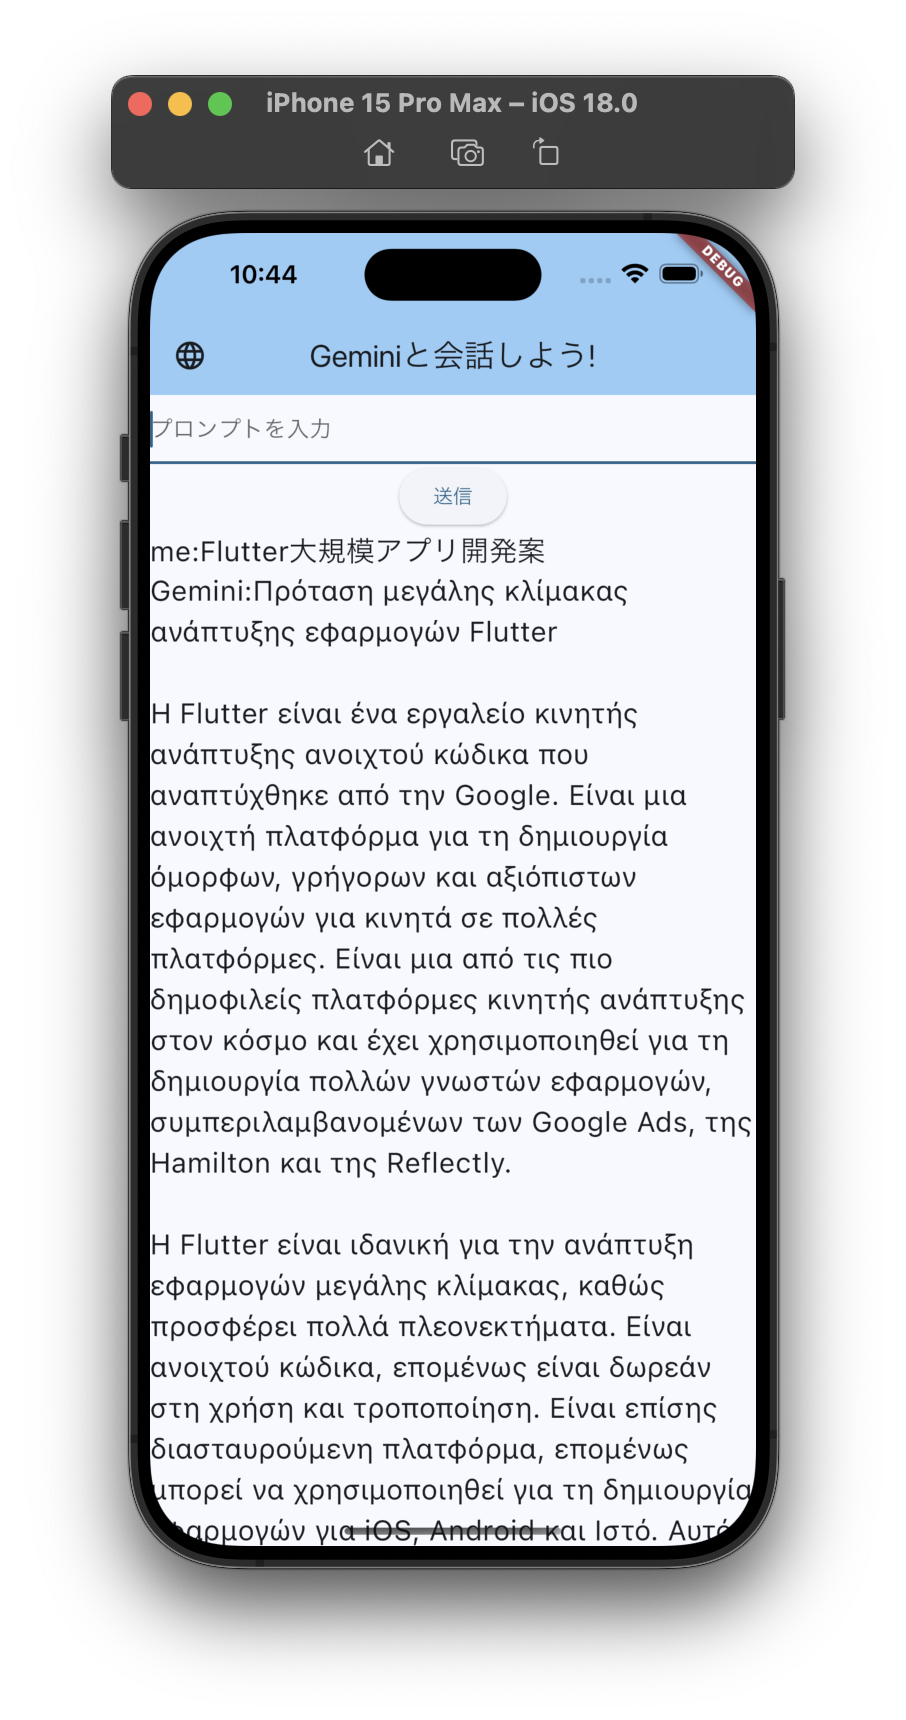 iPhone 15 Pro Max – iOS 18.0
10:44
DEBUG
Geminiと会話しよう!
プロンプトを入力
送信
me:Flutter大規模アプリ開発案
Gemini:Πρόταση μεγάλης κλίμακας
ανάπτυξης εφαρμογών Flutter
Η Flutter είναι ένα εργαλείο κινητής
ανάπτυξης ανοιχτού κώδικα που
αναπτύχθηκε από την Google. Είναι μια
ανοιχτή πλατφόρμα για τη δημιουργία
όμορφων, γρήγορων και αξιόπιστων
εφαρμογών για κινητά σε πολλές
πλατφόρμες. Είναι μια από τις πιο
δημοφιλείς πλατφόρμες κινητής ανάπτυξης
στον κόσμο και έχει χρησιμοποιηθεί για τη
δημιουργία πολλών γνωστών εφαρμογών,
συμπεριλαμβανομένων των Google Ads, της
Hamilton και της Reflectly.
Η Flutter είναι ιδανική για την ανάπτυξη
εφαρμογών μεγάλης κλίμακας, καθώς
προσφέρει πολλά πλεονεκτήματα. Είναι
ανοιχτού κώδικα, επομένως είναι δωρεάν
στη χρήση και τροποποίηση. Είναι επίσης
διασταυρούμενη πλατφόρμα, επομένως
μπορεί να χρησιμοποιηθεί για τη δημιουργία
εφαρμογών για iOS, Android και Ιστό. Αυτό